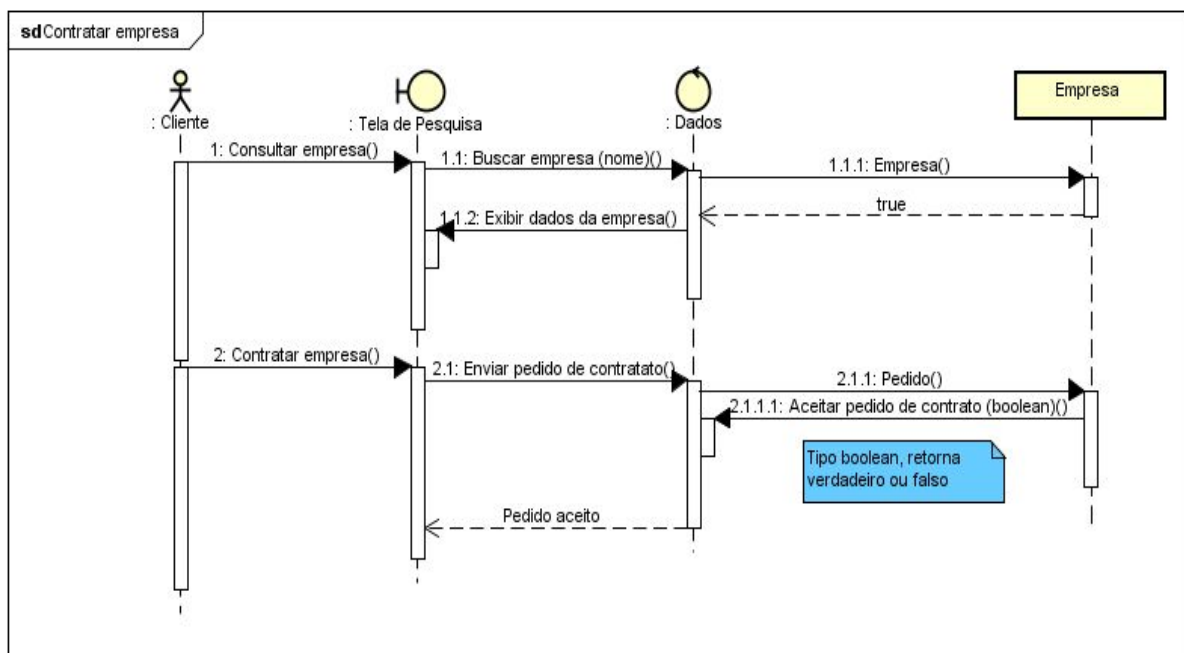 sdContratar empresa
Empresa
: Cliente
: Tela de Pesquisa
: Dados
1: Consultar empresa()
1.1: Buscar empresa (nome)()
1.1.1: Empresa()
true
1.1.2: Exibir dados da empresa()
2: Contratar empresa()
2.1: Enviar pedido de contratato()
2.1.1: Pedido()
2.1.1.1: Aceitar pedido de contrato (boolean)()
Tipo boolean, retorna
verdadeiro ou falso
Pedido aceito